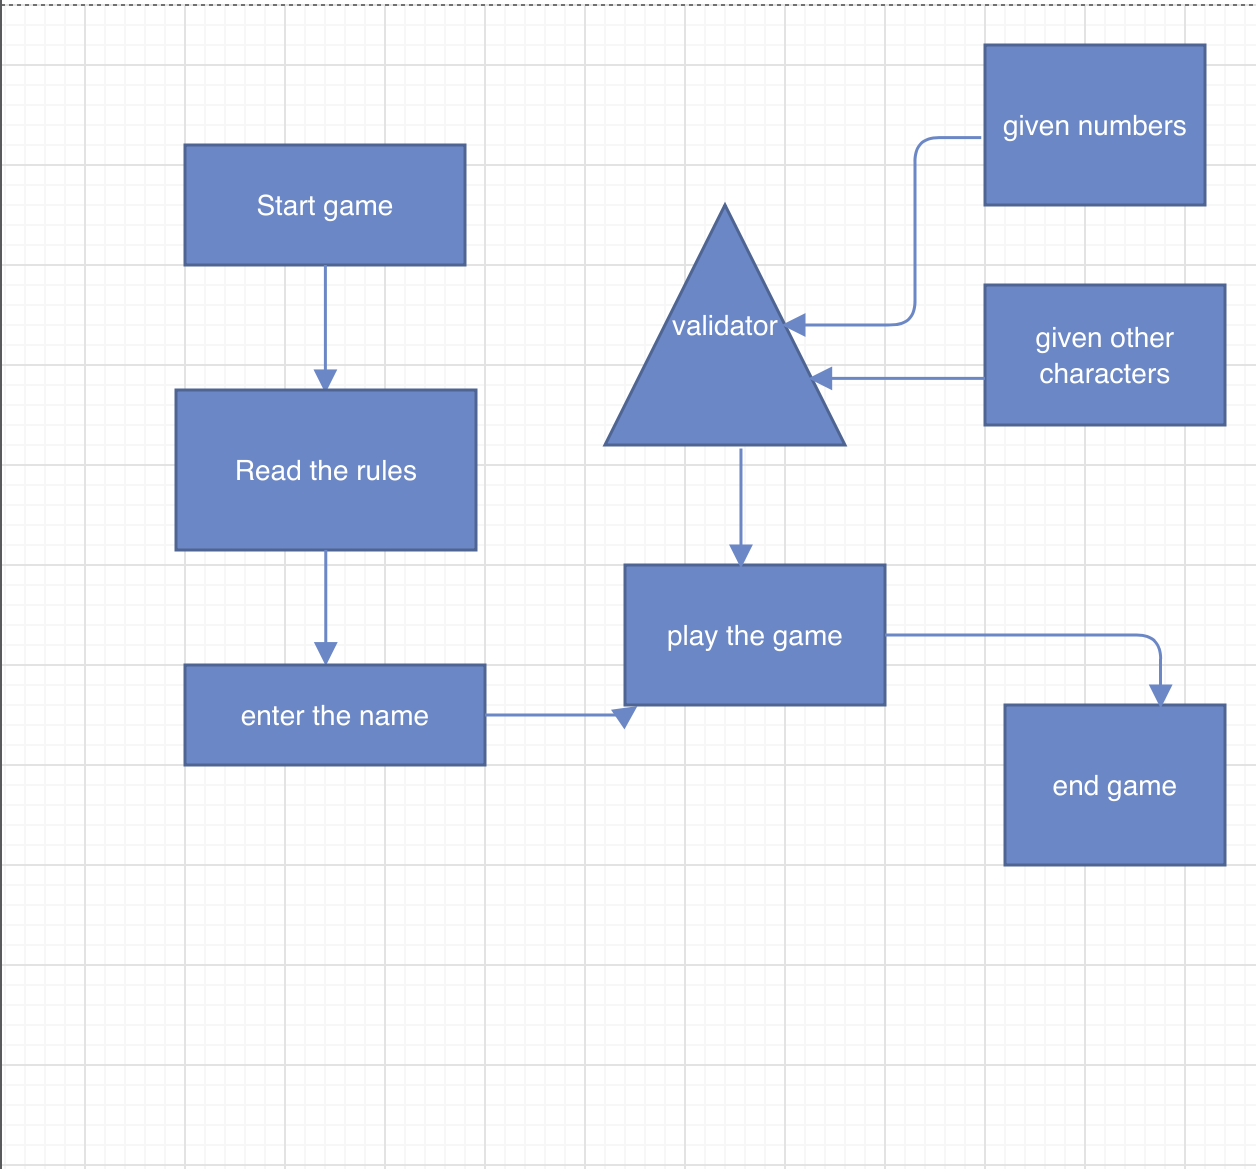 Start game
Read the rules
enter the name
validator
play the game
given numbers
given other
characters
end game